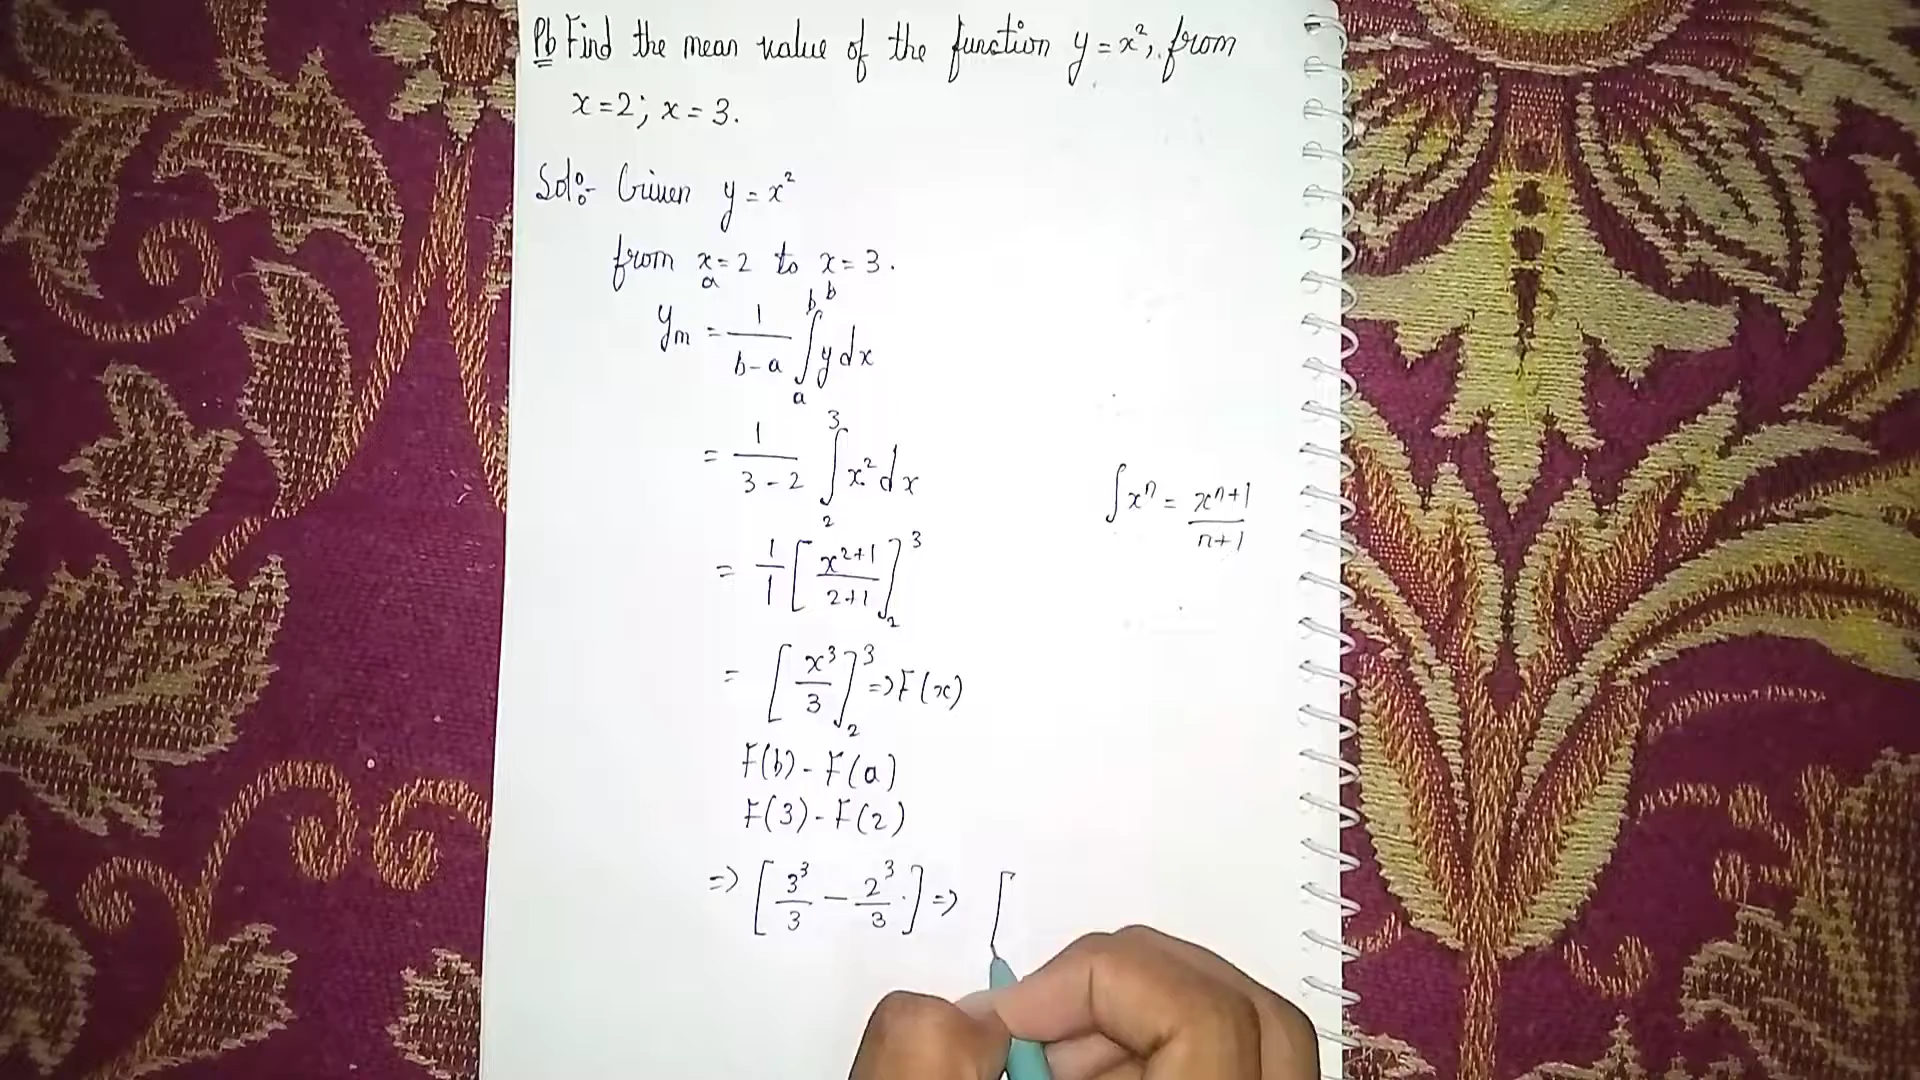 Pb Find the mean value of the function y = x², from
x = 2; x = 3.
Sol:- Given y = x²
from x = 2 to x = 3.
a b
yₘ = 1/(b-a) ∫ₐᵇ y dx
= 1/(3-2) ∫₂³ x² dx
∫xⁿ = xⁿ⁺¹/(n+1)
= 1/1 [x²⁺¹/(2+1)]₂³
= [x³/3]₂³ => F(x)
F(b) - F(a)
F(3) - F(2)
=> [3³/3 - 2³/3] => [